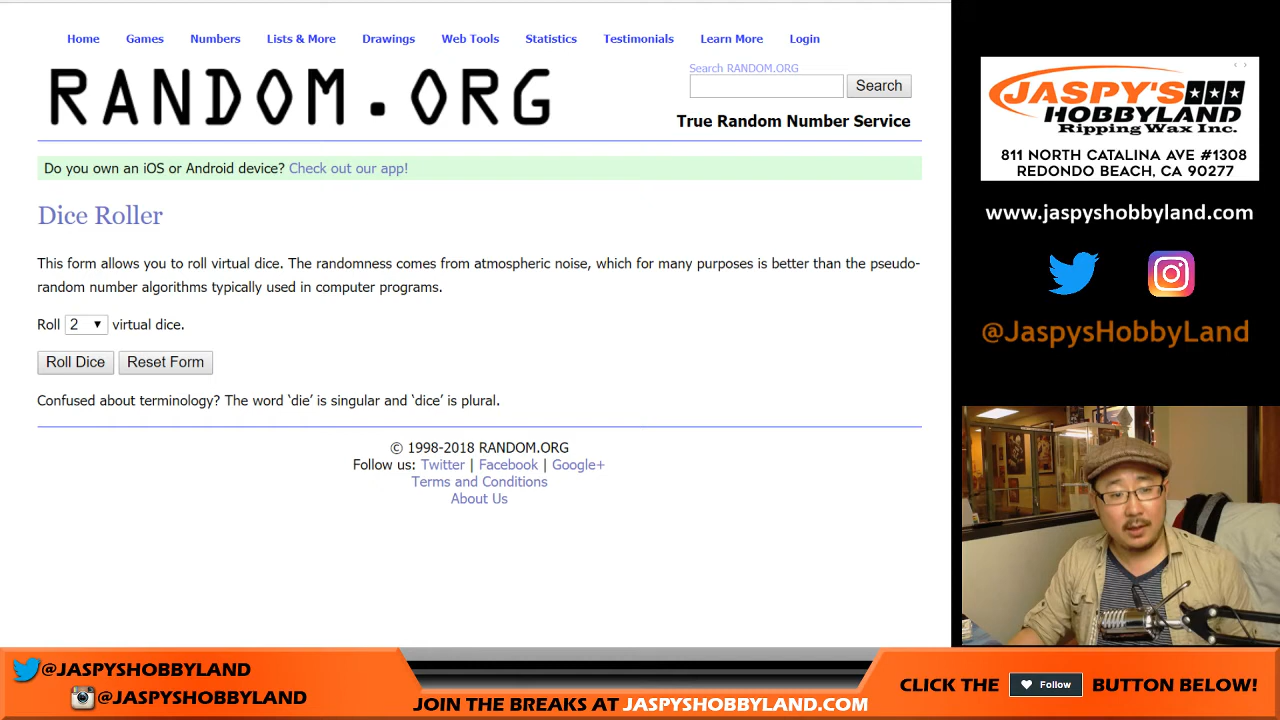 Home Games Numbers Lists & More Drawings Web Tools Statistics Testimonials Learn More Login
RANDOM.ORG
Search RANDOM.ORG
Search
True Random Number Service
Do you own an iOS or Android device? Check out our app!
Dice Roller
This form allows you to roll virtual dice. The randomness comes from atmospheric noise, which for many purposes is better than the pseudo-
random number algorithms typically used in computer programs.
Roll 2 virtual dice.
Roll Dice Reset Form
Confused about terminology? The word ‘die’ is singular and ‘dice’ is plural.
© 1998-2018 RANDOM.ORG
Follow us: Twitter | Facebook | Google+
Terms and Conditions
About Us
JASPY'S
HOBBYLAND
Ripping Wax Inc.
811 NORTH CATALINA AVE #1308
REDONDO BEACH, CA 90277
www.jaspyshobbyland.com
@JaspysHobbyLand
@JASPYSHOBBYLAND
@JASPYSHOBBYLAND
JOIN THE BREAKS AT JASPYSHOBBYLAND.COM
CLICK THE Follow BUTTON BELOW!